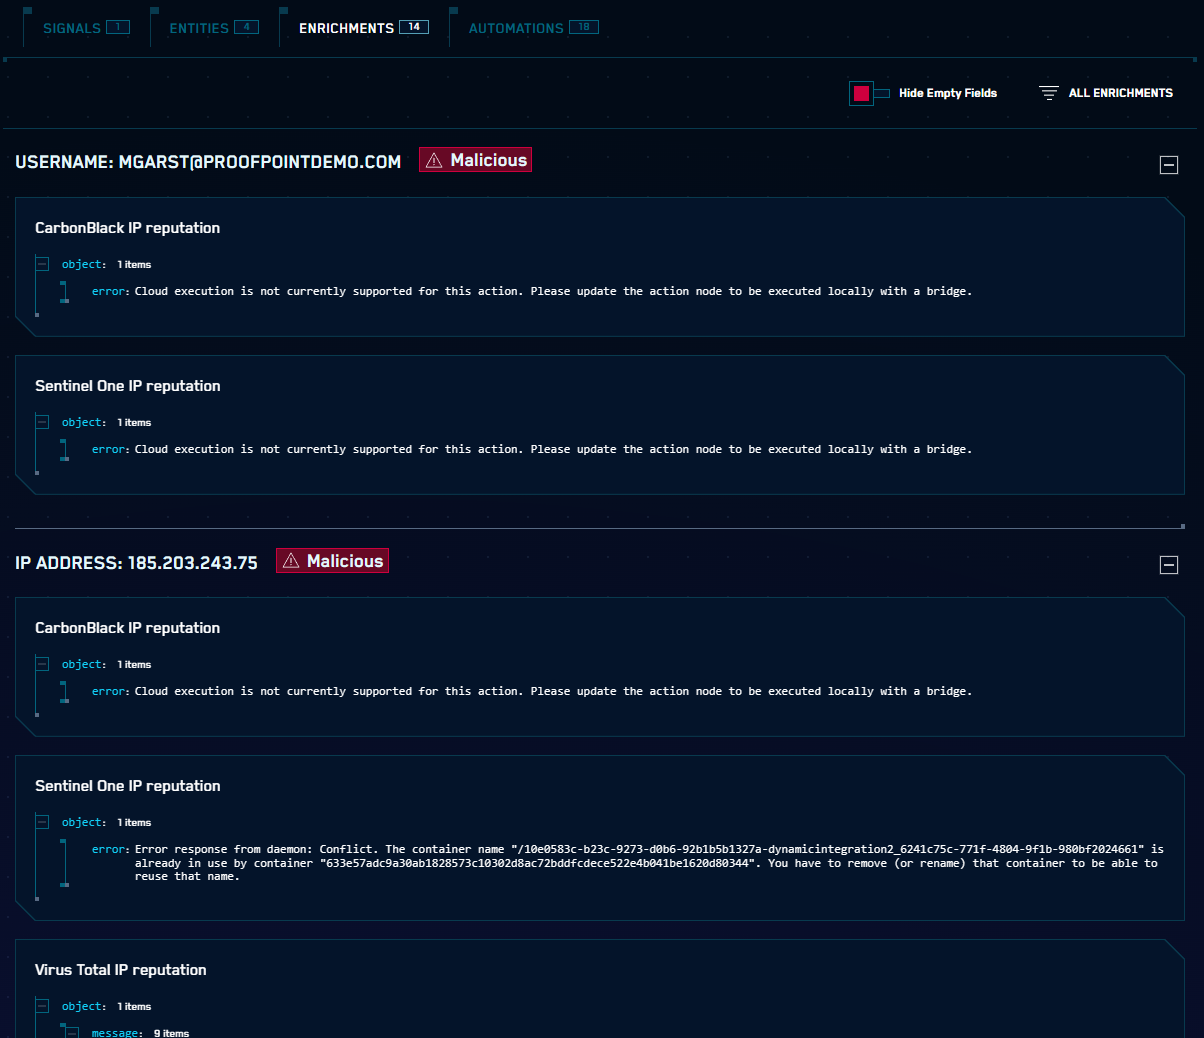 SIGNALS 1 ENTITIES 4 ENRICHMENTS 14 AUTOMATIONS 18
Hide Empty Fields ALL ENRICHMENTS
USERNAME: MGARST@PROOFPOINTDEMO.COM Malicious
CarbonBlack IP reputation
object: 1 items
error: Cloud execution is not currently supported for this action. Please update the action node to be executed locally with a bridge.
Sentinel One IP reputation
object: 1 items
error: Cloud execution is not currently supported for this action. Please update the action node to be executed locally with a bridge.
IP ADDRESS: 185.203.243.75 Malicious
CarbonBlack IP reputation
object: 1 items
error: Cloud execution is not currently supported for this action. Please update the action node to be executed locally with a bridge.
Sentinel One IP reputation
object: 1 items
error: Error response from daemon: Conflict. The container name "/10e0583c-b23c-9273-d0b6-92b1b5b1327a-dynamicintegration2_6241c75c-771f-4804-9f1b-980bf2024661" is
already in use by container "633e57adc9a30ab1828573c10302d8ac72bddfcdece522e4b041be1620d80344". You have to remove (or rename) that container to be able to
reuse that name.
Virus Total IP reputation
object: 1 items
message: 9 items